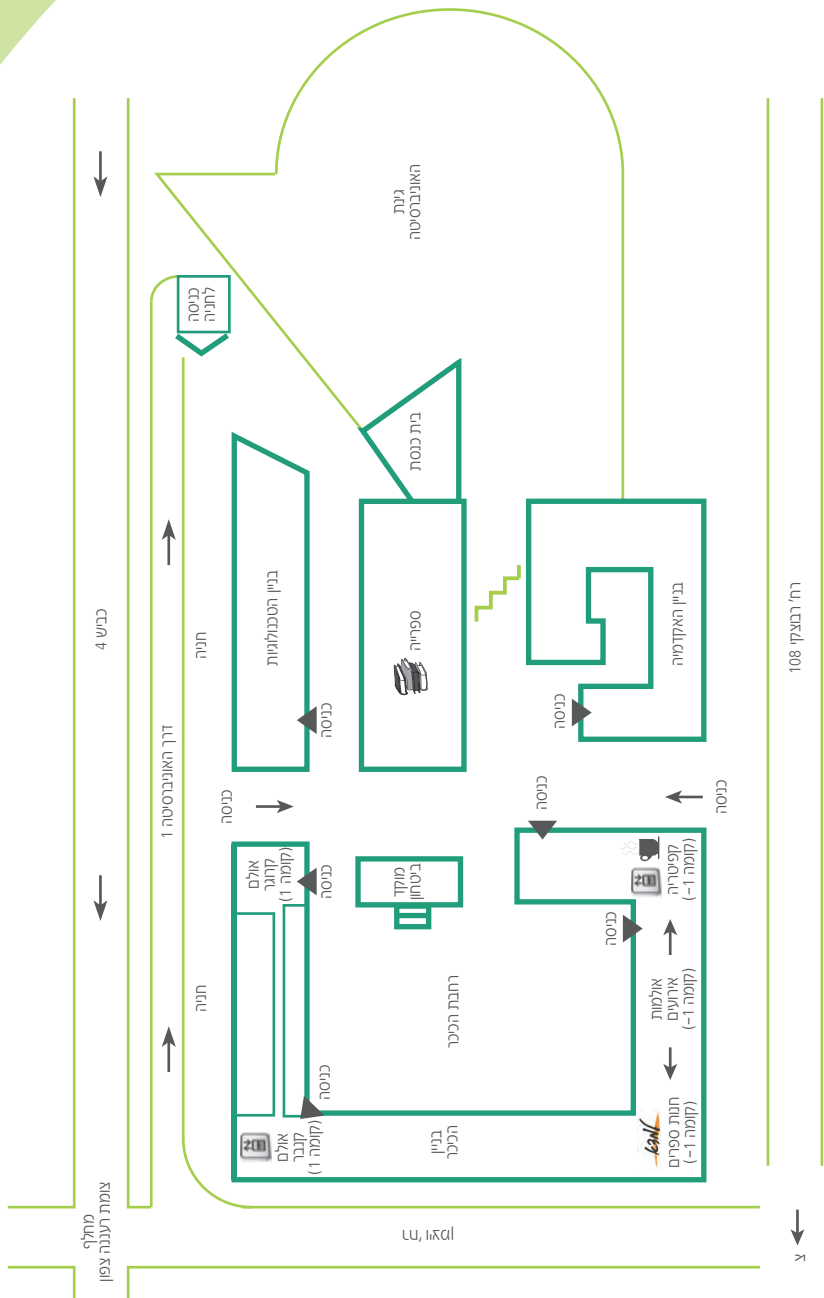 גינת
האוניברסיטה
כניסה
לחניה
בית כנסת
כביש 4
חניה
בניין הטכנולוגיות
ספרייה
בניין האקדמיה
רח' רבוצקי 108
כניסה
כניסה
דרך האוניברסיטה 1
כניסה
כניסה
כניסה
אולם
קרוגר
(קומה 1)
כניסה
מוקד
ביטחון
קפיטריה
(קומה 1-)
כניסה
חניה
רחבת הכיכר
אולמות
אירועים
(קומה 1-)
כניסה
אולם
קנבר
(קומה 1)
בניין
הכיכר
למדא
חנות ספרים
(קומה 1-)
מחלף
צומת רעננה צפון
רח' ויצמן
צ